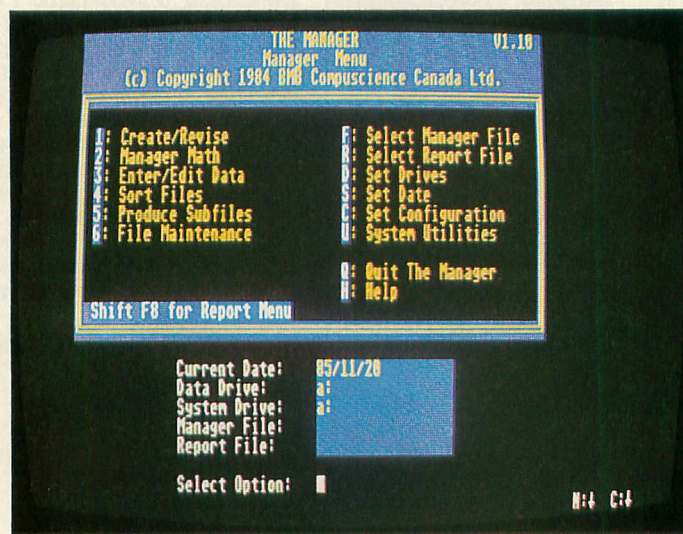 THE MANAGER V1.10
Manager Menu
(c) Copyright 1984 BMB Compuscience Canada Ltd.
1: Create/Revise
2: Manager Math
3: Enter/Edit Data
4: Sort Files
5: Produce Subfiles
6: File Maintenance
F: Select Manager File
R: Select Report File
D: Set Drives
S: Set Date
C: Set Configuration
U: System Utilities
Q: Quit The Manager
H: Help
Shift F8 for Report Menu
Current Date: 85/11/20
Data Drive: a:
System Drive: a:
Manager File:
Report File:
Select Option:
N:↓ C:↓